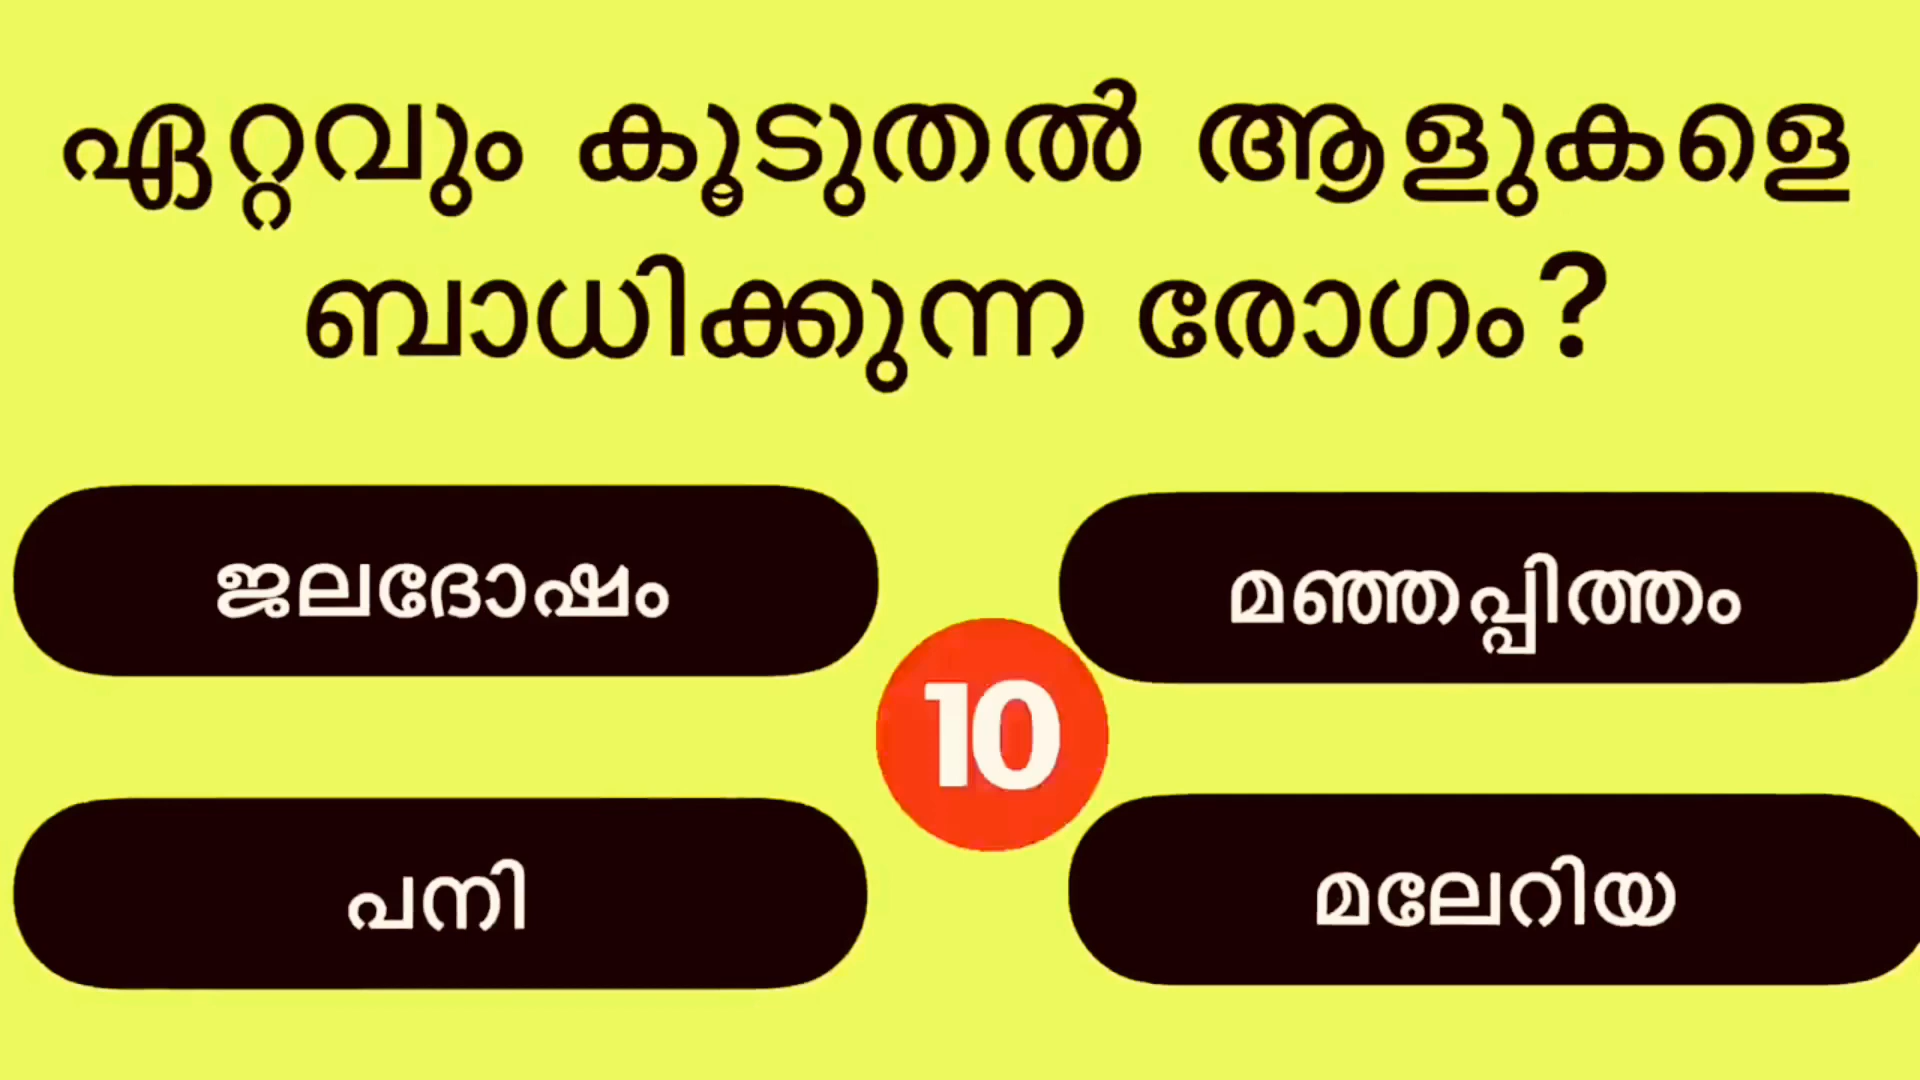 ഏറ്റവും കൂടുതൽ ആളുകളെ
ബാധിക്കുന്ന രോഗം?
ജലദോഷം
മഞ്ഞപ്പിത്തം
10
പനി
മലേറിയ